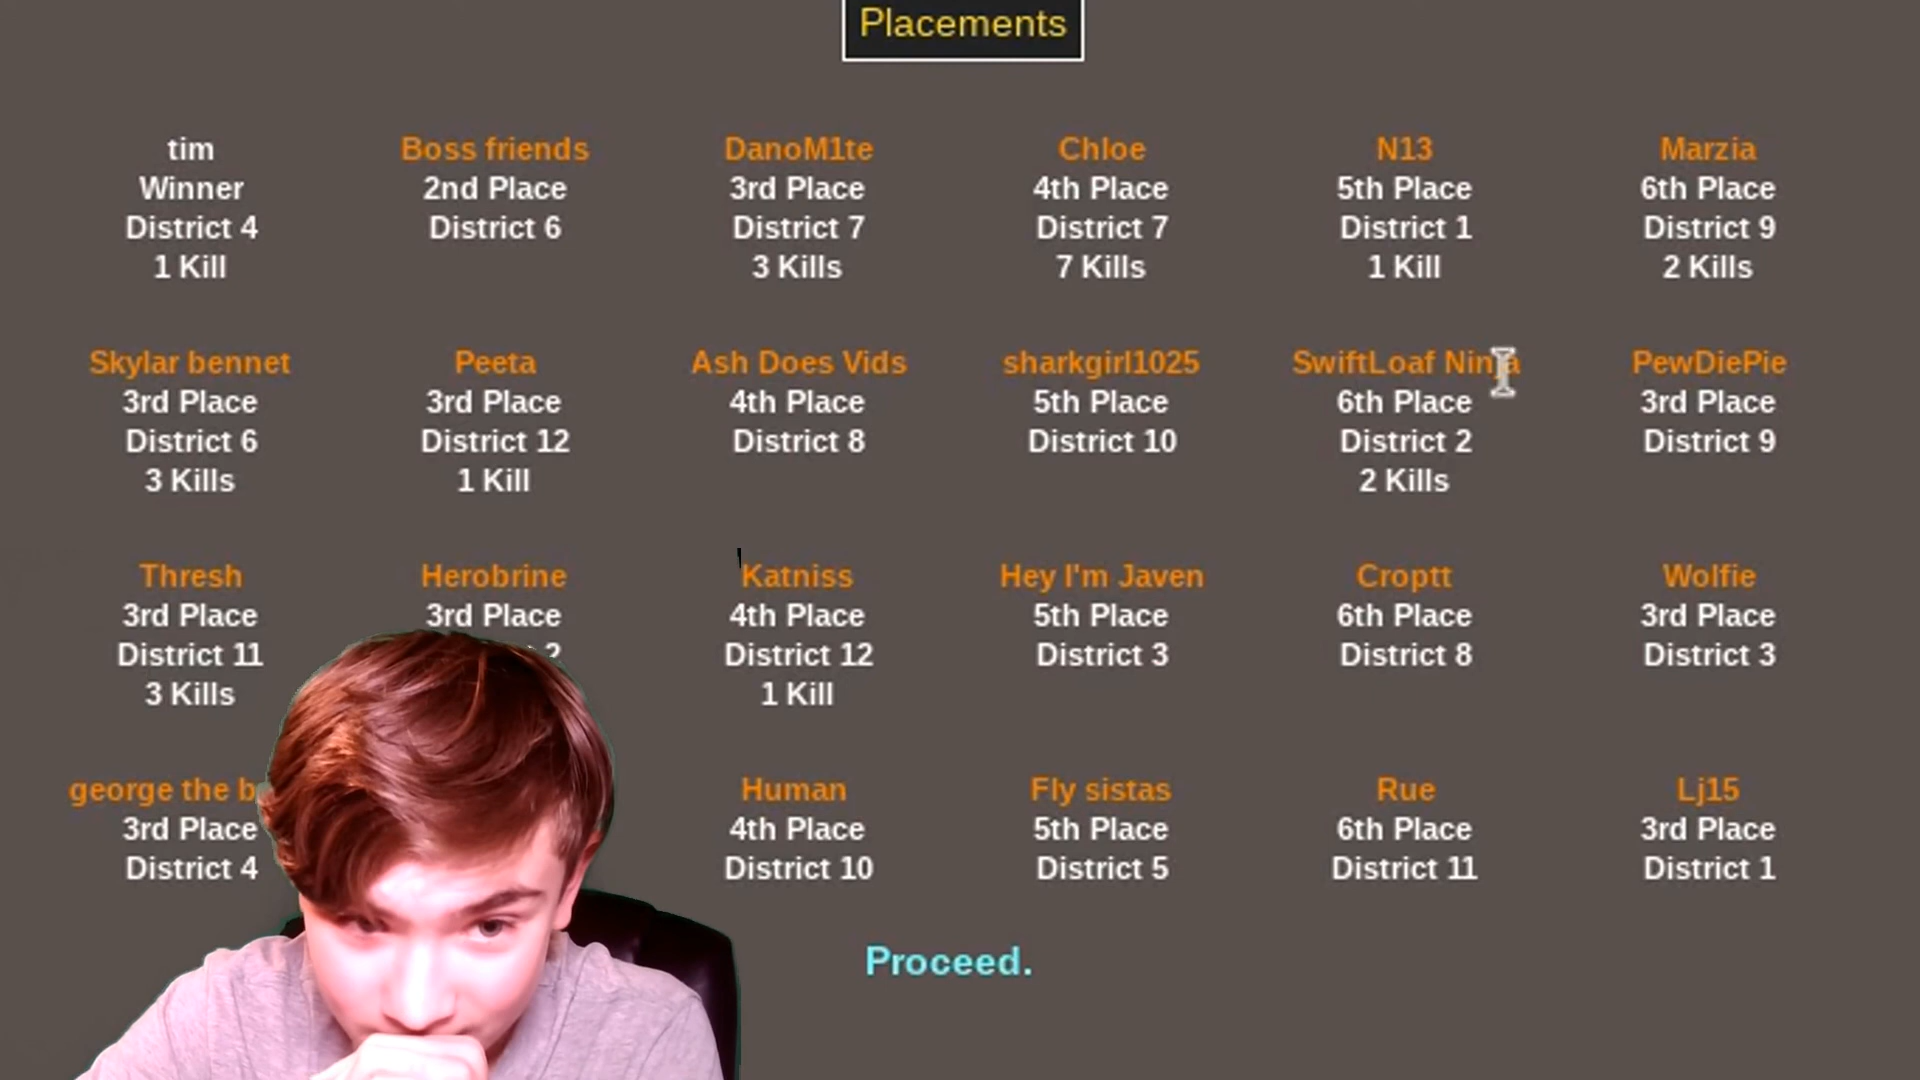 Placements
tim
Winner
District 4
1 Kill
Boss friends
2nd Place
District 6
DanoM1te
3rd Place
District 7
3 Kills
Chloe
4th Place
District 7
7 Kills
N13
5th Place
District 1
1 Kill
Marzia
6th Place
District 9
2 Kills
Skylar bennet
3rd Place
District 6
3 Kills
Peeta
3rd Place
District 12
1 Kill
Ash Does Vids
4th Place
District 8
sharkgirl1025
5th Place
District 10
SwiftLoaf Ninja
6th Place
District 2
2 Kills
PewDiePie
3rd Place
District 9
Thresh
3rd Place
District 11
3 Kills
Herobrine
3rd Place
2
Katniss
4th Place
District 12
1 Kill
Hey I'm Javen
5th Place
District 3
Croptt
6th Place
District 8
Wolfie
3rd Place
District 3
george the
3rd Place
District 4
Human
4th Place
District 10
Fly sistas
5th Place
District 5
Rue
6th Place
District 11
Lj15
3rd Place
District 1
Proceed.